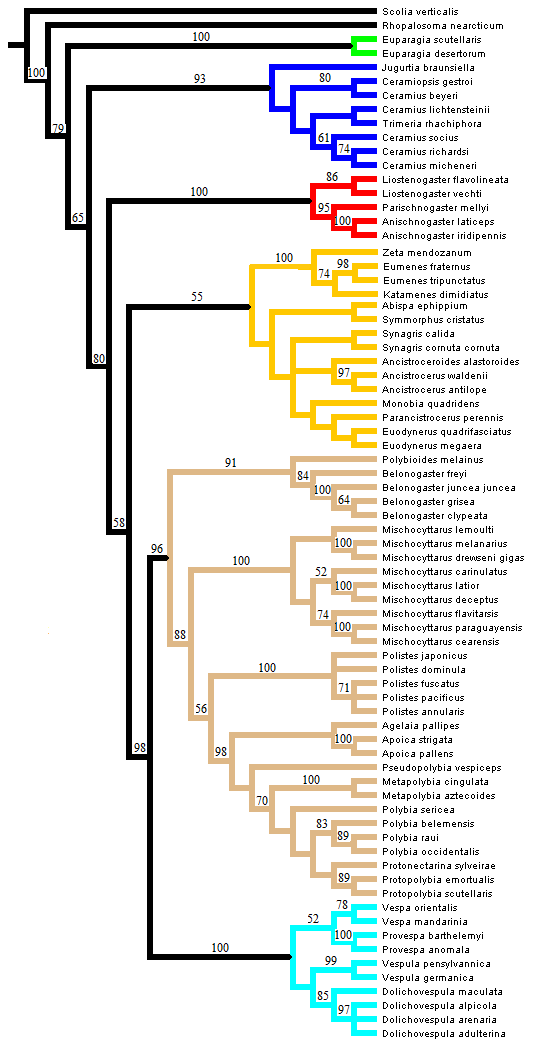 Scolia verticalis
Rhopalosoma nearcticum
100
Euparagia scutellaris
100
Euparagia desertorum
79
Jugurtia braunsiella
93
80
Ceramiopsis gestroi
Ceramius beyeri
Ceramius lichtensteinii
Trimeria rhachiphora
61
Ceramius socius
74
Ceramius richardsi
Ceramius micheneri
65
86
Liostenogaster flavolineata
Liostenogaster vechti
100
95
Parischnogaster mellyi
100
Anischnogaster laticeps
Anischnogaster iridipennis
80
Zeta mendozanum
100
98
Eumenes fraternus
74
Eumenes tripunctatus
Katamenes dimidiatus
55
Abispa ephippium
Symmorphus cristatus
Synagris calida
Synagris cornuta cornuta
Ancistroceroides alastoroides
97
Ancistrocerus waldenii
Ancistrocerus antilope
Monobia quadridens
Parancistrocerus perennis
Euodynerus quadrifasciatus
Euodynerus megaera
58
91
Polybioides melainus
84
Belonogaster freyi
100
Belonogaster juncea juncea
64
Belonogaster grisea
Belonogaster clypeata
96
Mischocyttarus lemoulti
100
Mischocyttarus melanarius
Mischocyttarus drewseni gigas
100
52
Mischocyttarus carinulatus
100
Mischocyttarus latior
Mischocyttarus deceptus
74
Mischocyttarus flavitarsis
100
Mischocyttarus paraguayensis
Mischocyttarus cearensis
88
Polistes japonicus
100
Polistes dominula
71
Polistes fuscatus
Polistes pacificus
Polistes annularis
56
Agelaia pallipes
100
Apoica strigata
Apoica pallens
98
98
Pseudopolybia vespiceps
100
Metapolybia cingulata
Metapolybia aztecoides
70
Polybia sericea
83
Polybia belemensis
89
Polybia raui
Polybia occidentalis
Protonectarina sylveirae
89
Protopolybia emortualis
Protopolybia scutellaris
78
Vespa orientalis
52
Vespa mandarinia
100
Provespa barthelemyi
Provespa anomala
100
99
Vespula pensylvannica
Vespula germanica
85
Dolichovespula maculata
97
Dolichovespula alpicola
Dolichovespula arenaria
Dolichovespula adulterina